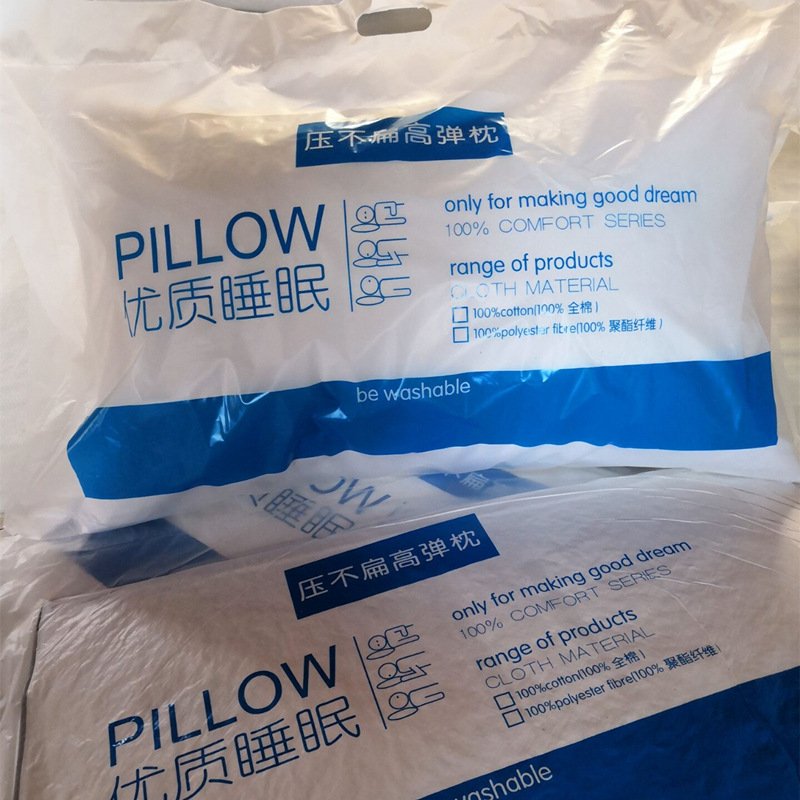 压不扁高弹枕
PILLOW
优质睡眠
only for making good dream
100% COMFORT SERIES
range of products
CLOTH MATERIAL
100%cotton(100% 全棉)
100%polyester fibre(100% 聚酯纤维)
be washable
睡眠
压不扁高弹枕
PILLOW
优质睡眠
only for making good dream
100% COMFORT SERIES
range of products
CLOTH MATERIAL
100%cotton(100% 全棉)
100%polyester fibre(100% 聚酯纤维)
washable